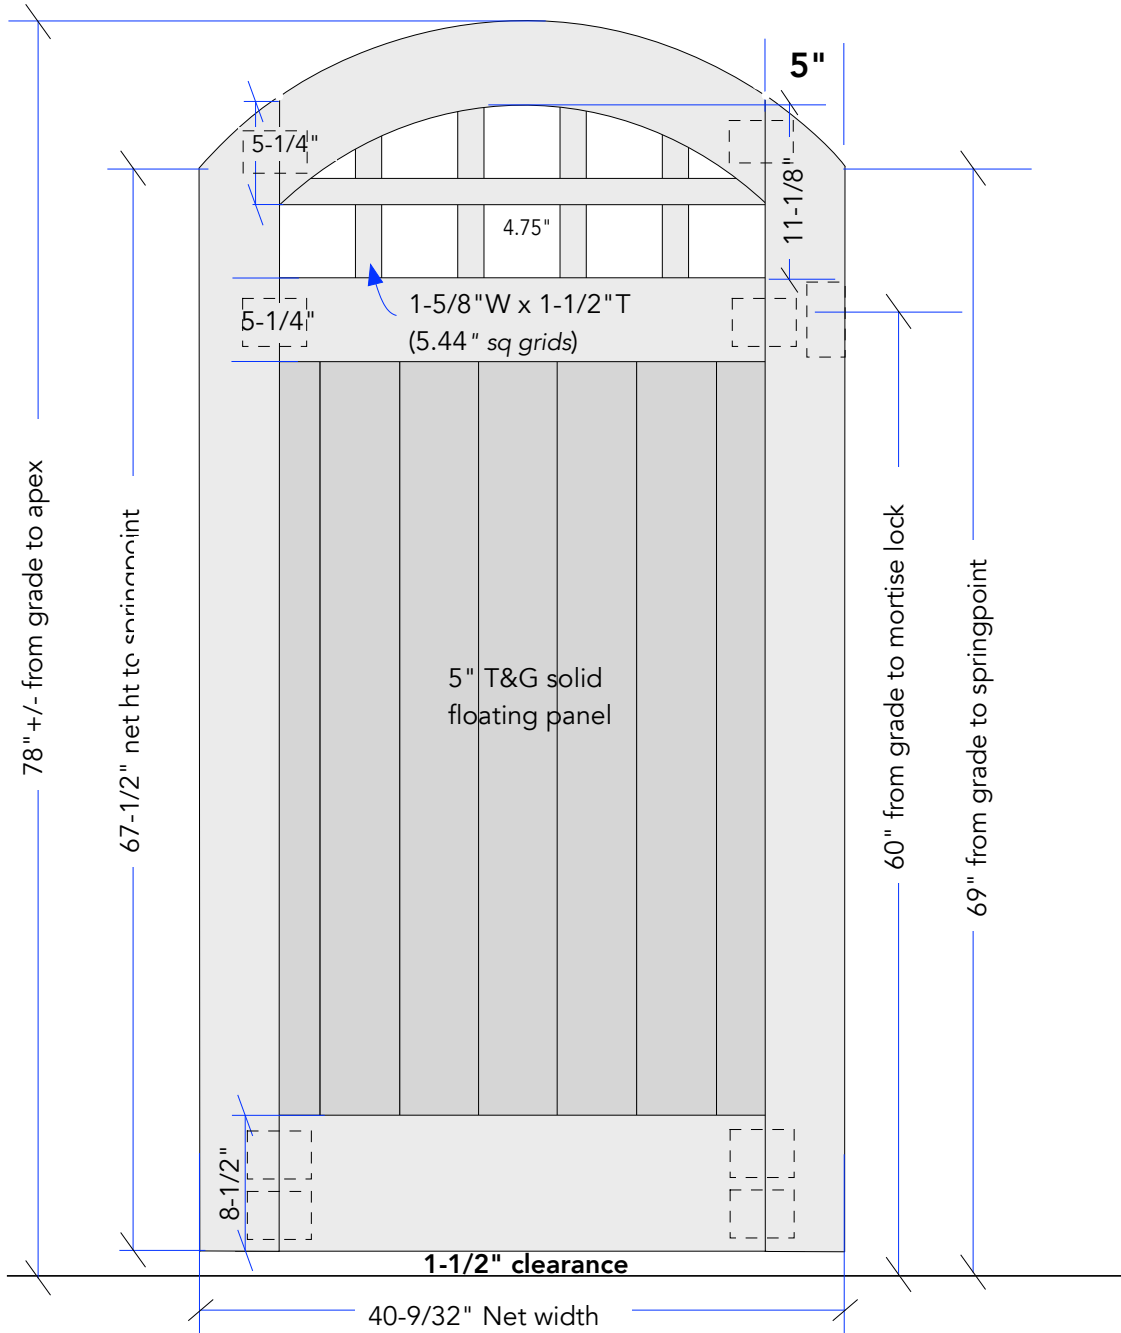 5"
5-1/4"
11-1/8"
4.75"
5-1/4"
1-5/8"W x 1-1/2"T
(5.44" sq grids)
78" +/- from grade to apex
67-1/2" net ht to springpoint
60" from grade to mortise lock
69" from grade to springpoint
5" T&G solid
floating panel
8-1/2"
1-1/2" clearance
40-9/32" Net width